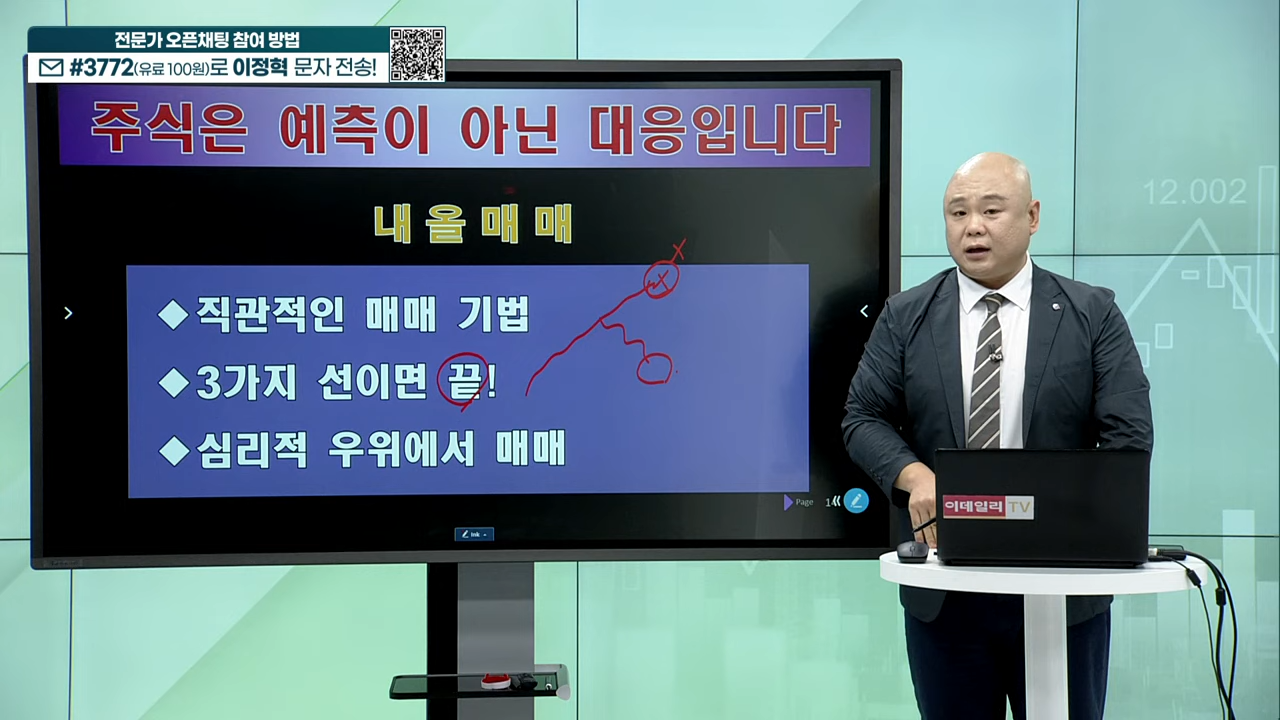 전문가 오픈채팅 참여 방법
#3772(유료 100원)로 이정혁 문자 전송!
주식은 예측이 아닌 대응입니다
내올매매
◆직관적인 매매 기법
◆3가지 선이면 끝!
◆심리적 우위에서 매매
Page 1
Ink
이데일리TV
12.002